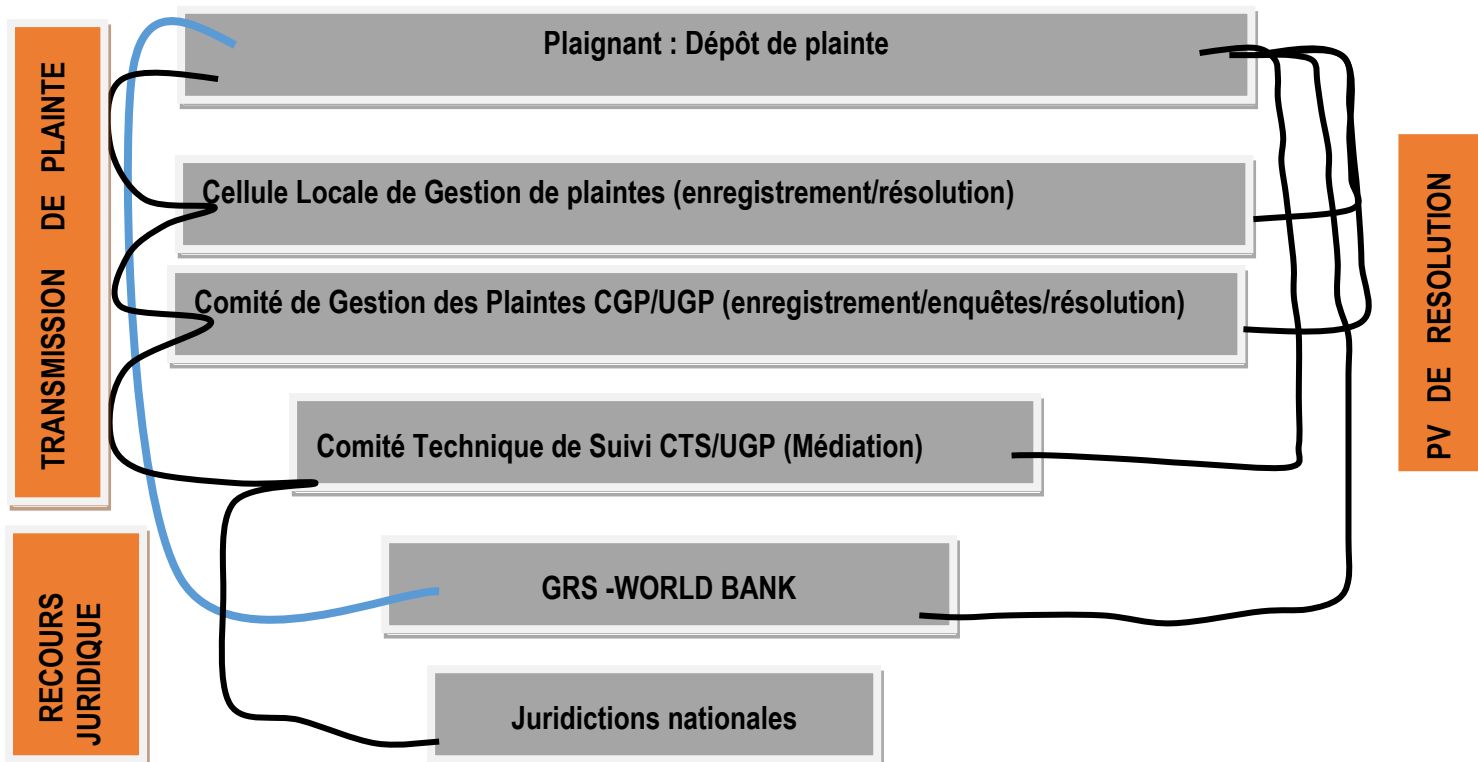 Plaignant : Dépôt de plainte
TRANSMISSION DE PLAINTE
Cellule Locale de Gestion de plaintes (enregistrement/résolution)
Comité de Gestion des Plaintes CGP/UGP (enregistrement/enquêtes/résolution)
PV DE RESOLUTION
Comité Technique de Suivi CTS/UGP (Médiation)
GRS -WORLD BANK
RECOURS
JURIDIQUE
Juridictions nationales